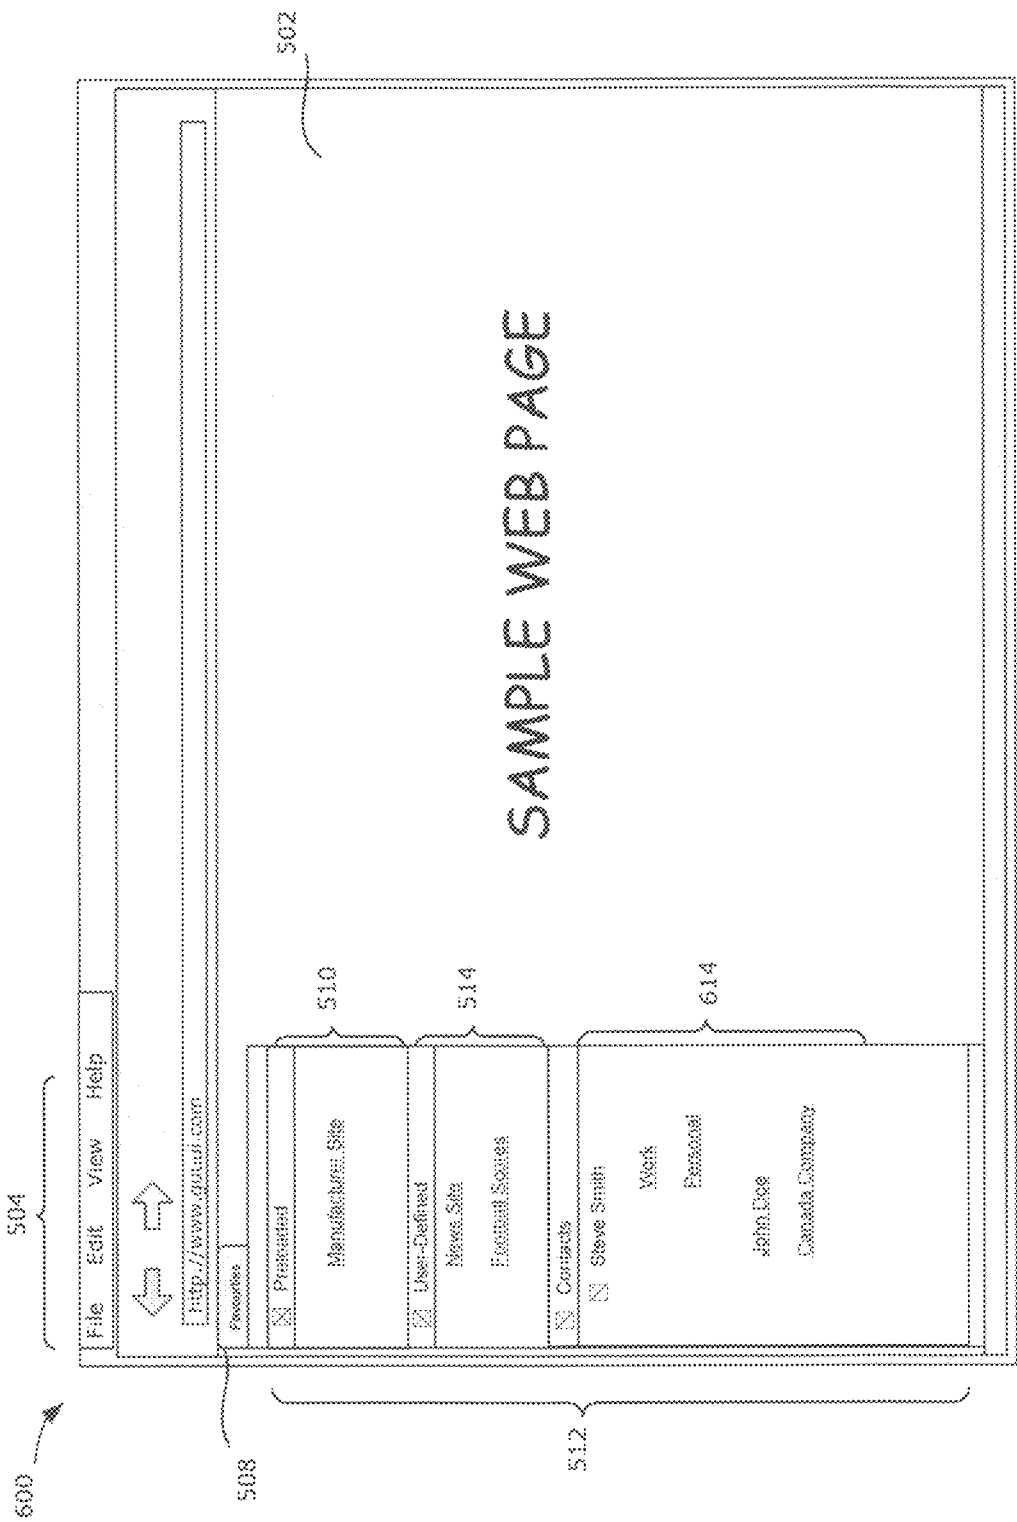 600
504
502
File Edit View Help
508
Favourites
Preloaded
510
Manufacturer Site
User-Defined
514
News Site
Football Scores
Contacts
Steve Smith
614
Work
Personal
John Doe
Canada Company
512
SAMPLE WEB PAGE